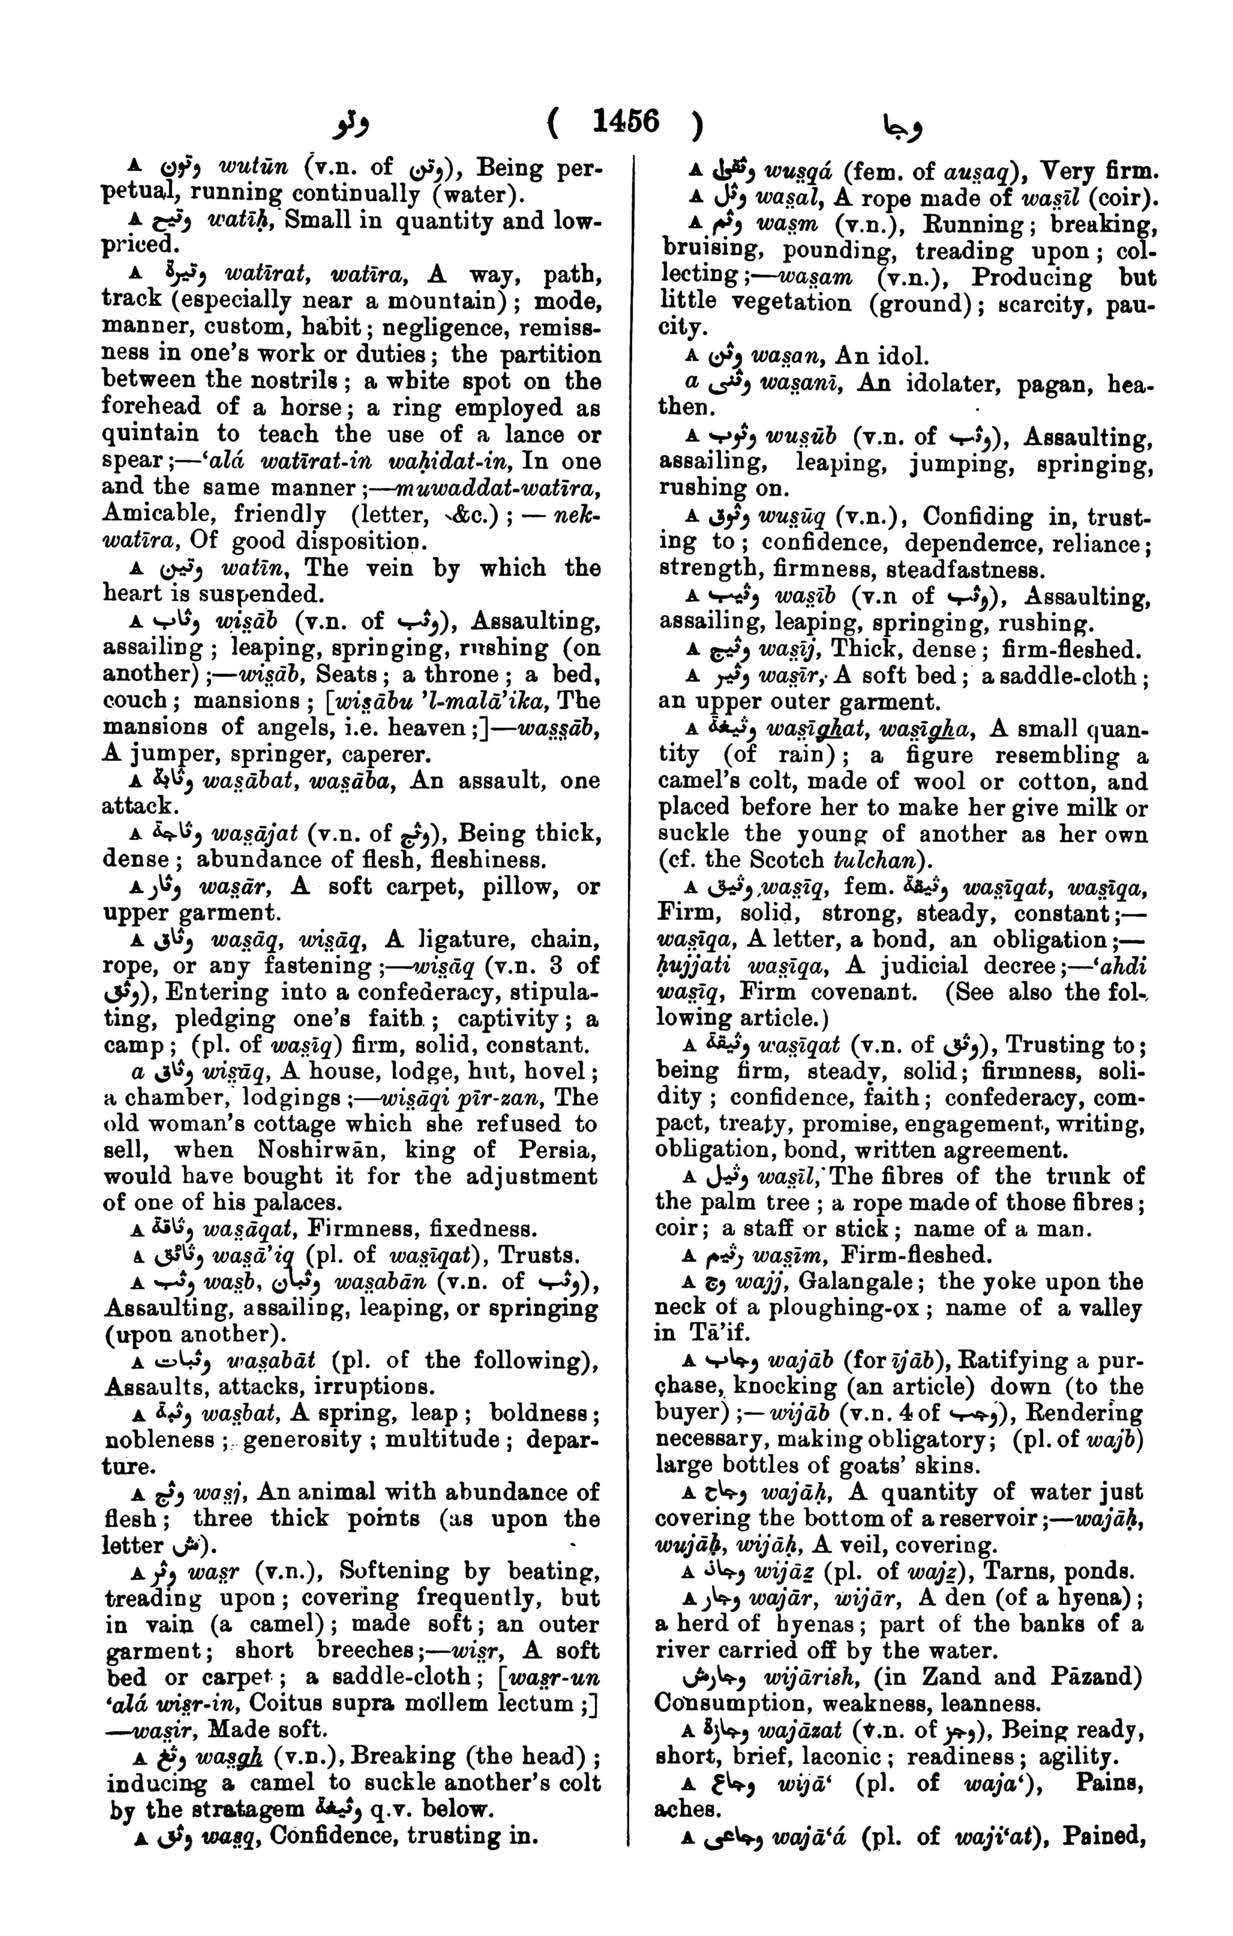 وتو ( 1456 ) وجا
A وتون wutūn (v.n. of وتن), Being per-
petual, running continually (water).
A وتيح watīḥ, Small in quantity and low-
priced.
A وتيرة watīrat, watīra, A way, path,
track (especially near a mountain) ; mode,
manner, custom, habit ; negligence, remiss-
ness in one's work or duties ; the partition
between the nostrils ; a white spot on the
forehead of a horse ; a ring employed as
quintain to teach the use of a lance or
spear ;—‘alá watīrat-in waḥidat-in, In one
and the same manner ;—muwaddat-watīra,
Amicable, friendly (letter, &c.) ; — nek-
watīra, Of good disposition.
A وتين watīn, The vein by which the
heart is suspended.
A وثاب wis̤āb (v.n. of وثب), Assaulting,
assailing ; leaping, springing, rushing (on
another) ;—wis̤āb, Seats ; a throne ; a bed,
couch ; mansions ; [wis̤ābu 'l-malā'ika, The
mansions of angels, i.e. heaven ;]—was̤s̤āb,
A jumper, springer, caperer.
A وثابة was̤ābat, was̤āba, An assault, one
attack.
A وثاجة was̤ājat (v.n. of وثج), Being thick,
dense ; abundance of flesh, fleshiness.
A وثار was̤ār, A soft carpet, pillow, or
upper garment.
A وثاق was̤āq, wis̤āq, A ligature, chain,
rope, or any fastening ;—wis̤āq (v.n. 3 of
وثق), Entering into a confederacy, stipula-
ting, pledging one's faith ; captivity ; a
camp ; (pl. of was̤īq) firm, solid, constant.
a وثاق wis̤āq, A house, lodge, hut, hovel ;
a chamber, lodgings ;—wis̤āqi pīr-zan, The
old woman's cottage which she refused to
sell, when Noshirwān, king of Persia,
would have bought it for the adjustment
of one of his palaces.
A وثاقة was̤āqat, Firmness, fixedness.
A وثائق was̤ā'iq (pl. of was̤īqat), Trusts.
A وثب was̤b, وثبان was̤abān (v.n. of وثب),
Assaulting, assailing, leaping, or springing
(upon another).
A وثبات was̤abāt (pl. of the following),
Assaults, attacks, irruptions.
A وثبة was̤bat, A spring, leap ; boldness ;
nobleness ; generosity ; multitude ; depar-
ture.
A وثج was̤j, An animal with abundance of
flesh ; three thick points (as upon the
letter ش).
A وثر was̤r (v.n.), Softening by beating,
treading upon ; covering frequently, but
in vain (a camel) ; made soft ; an outer
garment ; short breeches ;—wis̤r, A soft
bed or carpet ; a saddle-cloth ; [was̤r-un
‘alá wis̤r-in, Coitus supra mollem lectum ;]
—was̤ir, Made soft.
A وثغ was̤gh (v.n.), Breaking (the head) ;
inducing a camel to suckle another's colt
by the stratagem وثيغة q.v. below.
A وثق was̤q, Confidence, trusting in.
A وثقى wus̤qá (fem. of aus̤aq), Very firm.
A وثل was̤al, A rope made of was̤īl (coir).
A وثم was̤m (v.n.), Running ; breaking,
bruising, pounding, treading upon ; col-
lecting ;—was̤am (v.n.), Producing but
little vegetation (ground) ; scarcity, pau-
city.
A وثن was̤an, An idol.
a وثنى was̤anī, An idolater, pagan, hea-
then.
A وثوب wus̤ūb (v.n. of وثب), Assaulting,
assailing, leaping, jumping, springing,
rushing on.
A وثوق wus̤ūq (v.n.), Confiding in, trust-
ing to ; confidence, dependence, reliance ;
strength, firmness, steadfastness.
A وثيب was̤īb (v.n of وثب), Assaulting,
assailing, leaping, springing, rushing.
A وثيج was̤īj, Thick, dense ; firm-fleshed.
A وثير was̤īr, A soft bed ; a saddle-cloth ;
an upper outer garment.
A وثيغة was̤īghat, was̤īgha, A small quan-
tity (of rain) ; a figure resembling a
camel's colt, made of wool or cotton, and
placed before her to make her give milk or
suckle the young of another as her own
(cf. the Scotch tulchan).
A وثيق was̤īq, fem. وثيقة was̤īqat, was̤īqa,
Firm, solid, strong, steady, constant ;—
was̤īqa, A letter, a bond, an obligation ;—
ḥujjati was̤īqa, A judicial decree ;—‘ahdi
was̤īq, Firm covenant. (See also the fol-
lowing article.)
A وثيقة was̤īqat (v.n. of وثق), Trusting to ;
being firm, steady, solid ; firmness, soli-
dity ; confidence, faith ; confederacy, com-
pact, treaty, promise, engagement, writing,
obligation, bond, written agreement.
A وثيل was̤īl, The fibres of the trunk of
the palm tree ; a rope made of those fibres ;
coir ; a staff or stick ; name of a man.
A وثيم was̤īm, Firm-fleshed.
A وج wajj, Galangale ; the yoke upon the
neck of a ploughing-ox ; name of a valley
in Tā'if.
A وجاب wajāb (for ījāb), Ratifying a pur-
chase, knocking (an article) down (to the
buyer) ;—wijāb (v.n. 4 of وجب), Rendering
necessary, making obligatory ; (pl. of wajb)
large bottles of goats' skins.
A وجاح wajāḥ, A quantity of water just
covering the bottom of a reservoir ;—wajāḥ,
wujāḥ, wijāḥ, A veil, covering.
A وجاذ wijāẕ (pl. of wajẕ), Tarns, ponds.
A وجار wajār, wijār, A den (of a hyena) ;
a herd of hyenas ; part of the banks of a
river carried off by the water.
وجارش wijārish, (in Zand and Pāzand)
Consumption, weakness, leanness.
A وجازة wajāzat (v.n. of وجز), Being ready,
short, brief, laconic ; readiness ; agility.
A وجاع wijā‘ (pl. of waja‘), Pains,
aches.
A وجاعى wajā‘á (pl. of waji‘at), Pained,